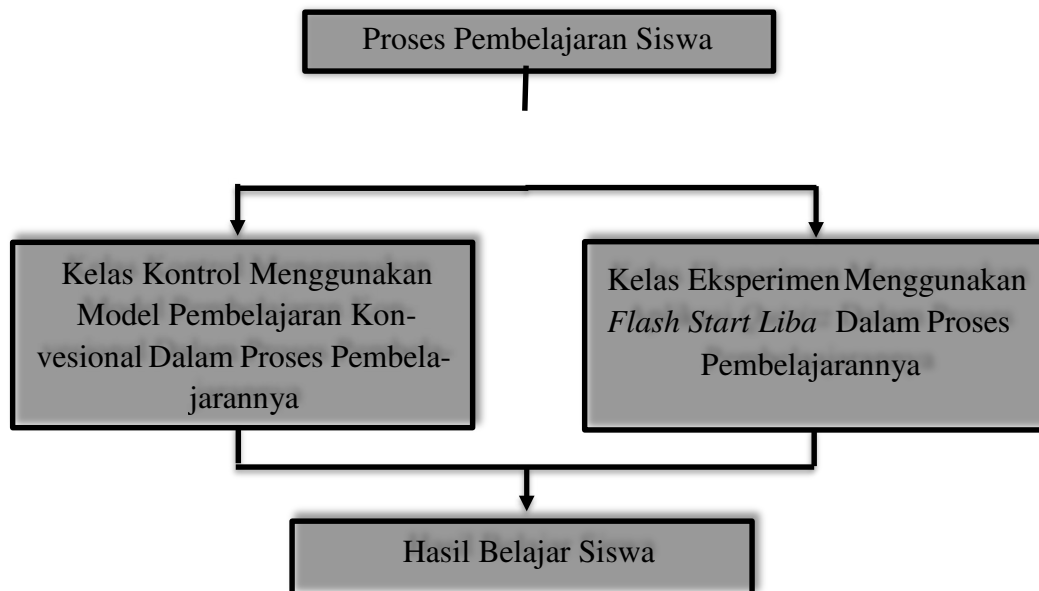 Proses Pembelajaran Siswa
Kelas Kontrol Menggunakan
Model Pembelajaran Kon-
vesional Dalam Proses Pembela-
jarannya
Kelas Eksperimen Menggunakan
Flash Start Liba Dalam Proses
Pembelajarannya
Hasil Belajar Siswa